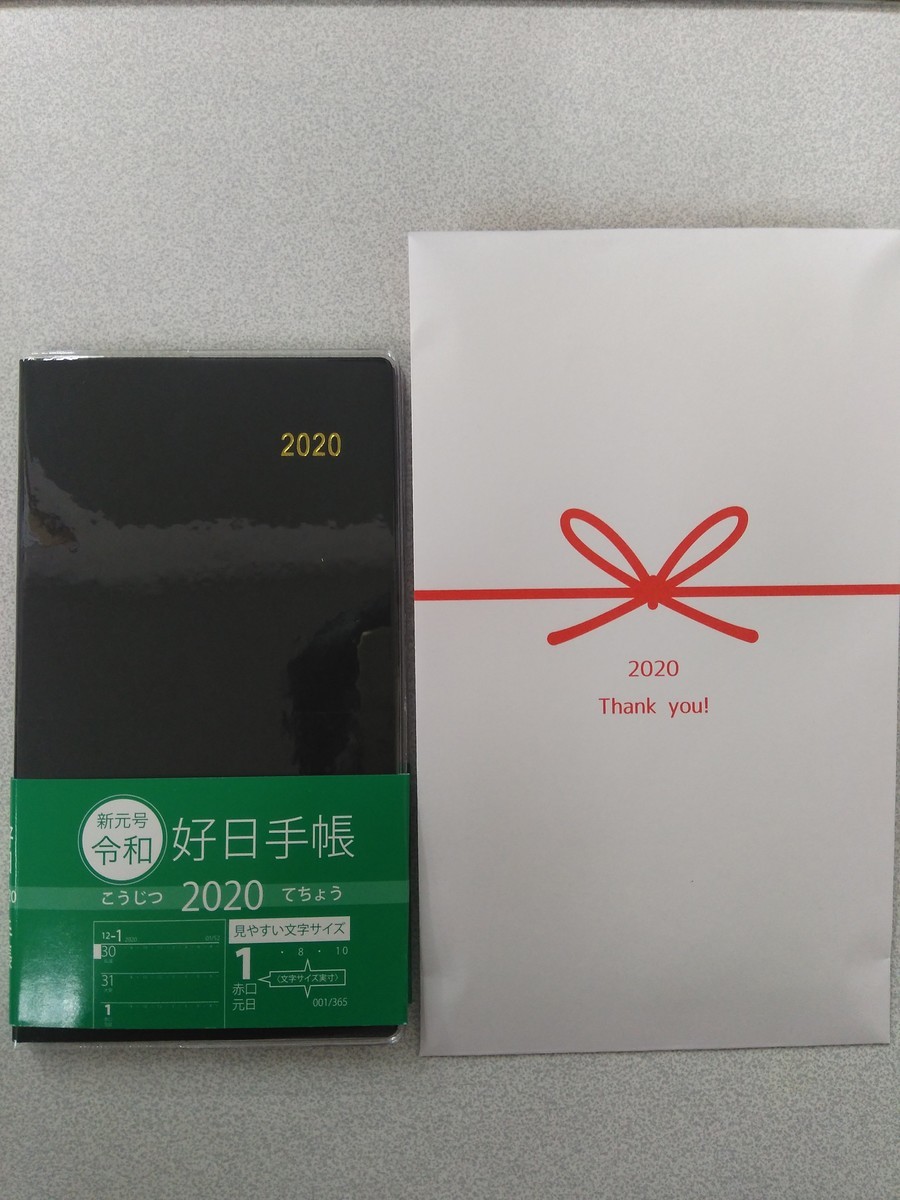 2020
新元号
令和
好日手帳
こうじつ 2020 てちょう
12-1 2020
30
31
1
見やすい文字サイズ
1 ・ 8 ・ 10
〈文字サイズ実寸〉
赤口
元日 001/365
2020
Thank you!